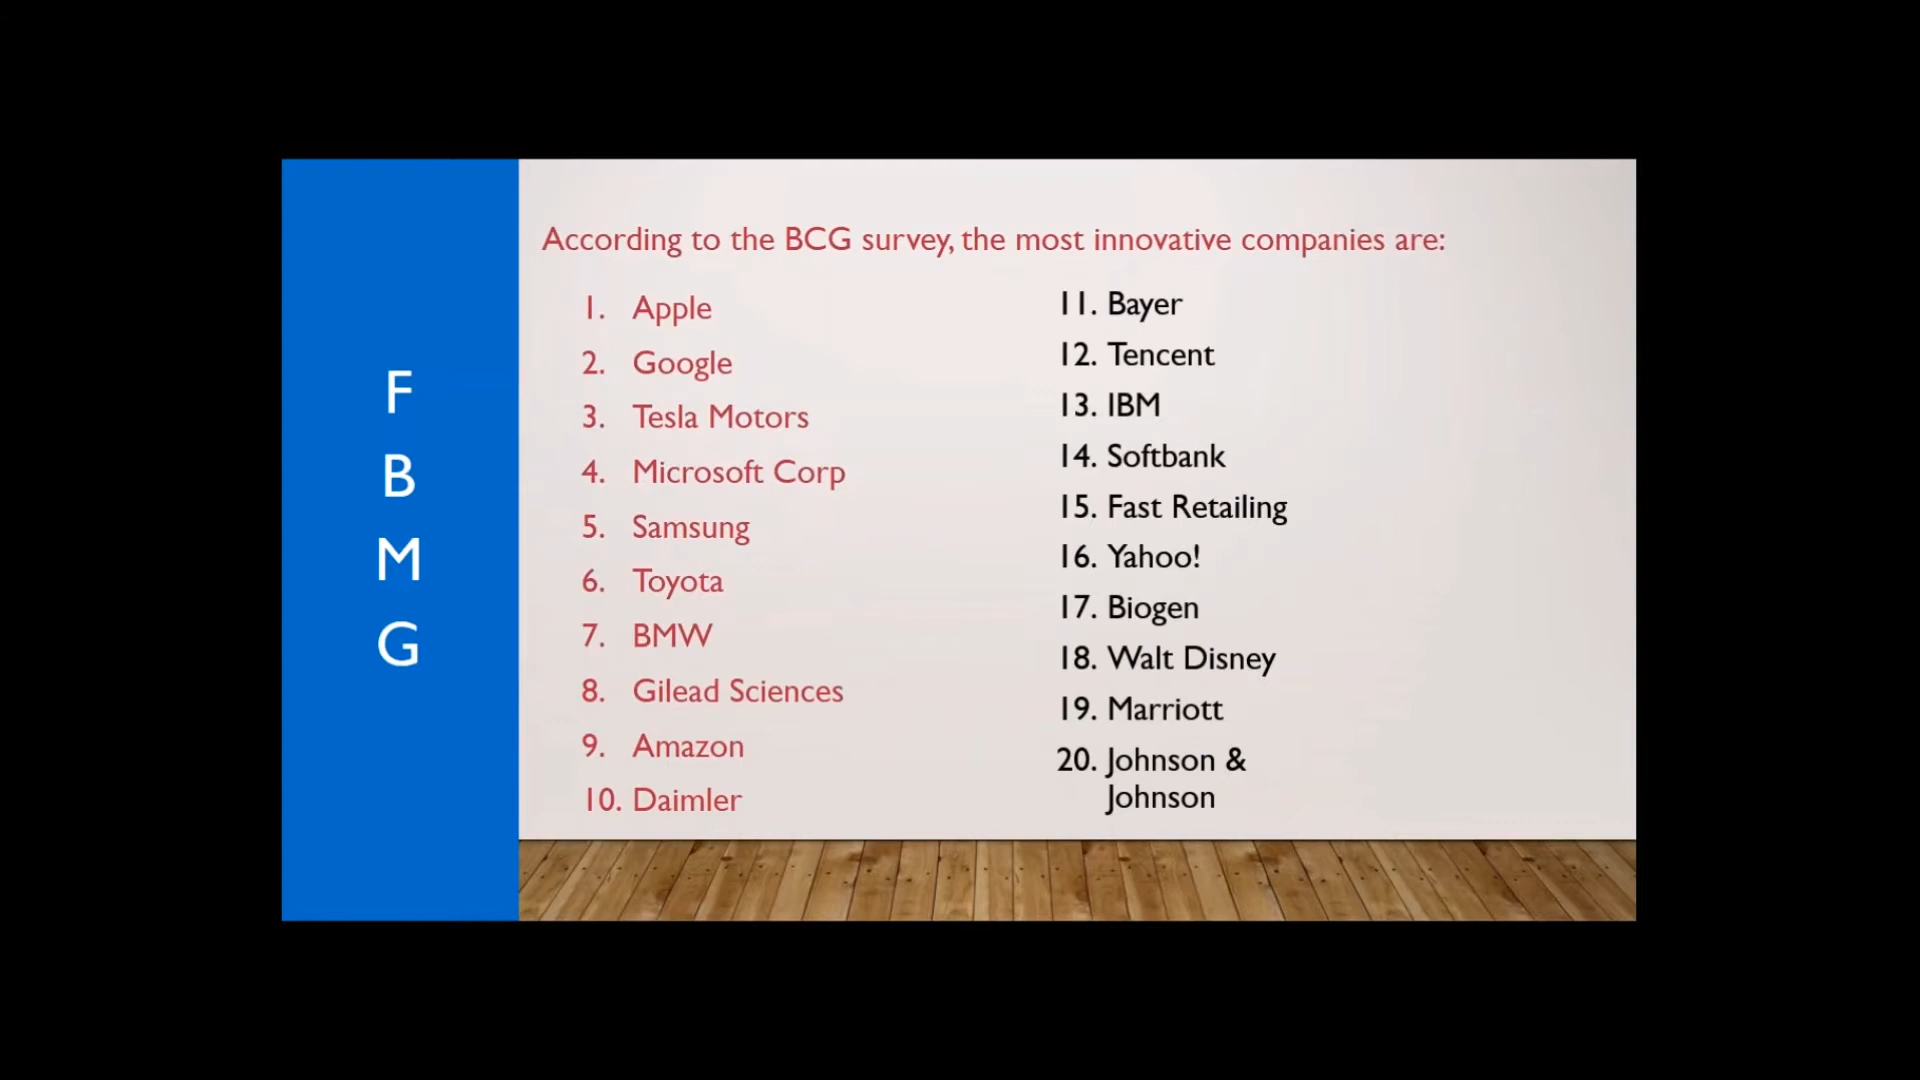 F
B
M
G
According to the BCG survey, the most innovative companies are:
1. Apple
2. Google
3. Tesla Motors
4. Microsoft Corp
5. Samsung
6. Toyota
7. BMW
8. Gilead Sciences
9. Amazon
10. Daimler
11. Bayer
12. Tencent
13. IBM
14. Softbank
15. Fast Retailing
16. Yahoo!
17. Biogen
18. Walt Disney
19. Marriott
20. Johnson &
Johnson